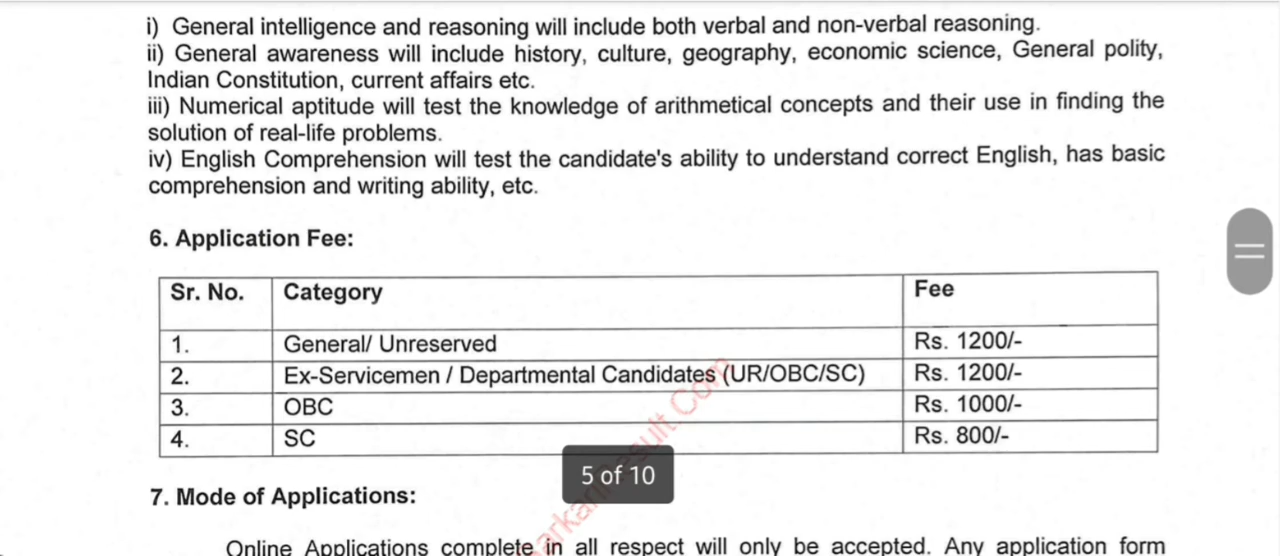 i) General intelligence and reasoning will include both verbal and non-verbal reasoning.
ii) General awareness will include history, culture, geography, economic science, General polity,
Indian Constitution, current affairs etc.
iii) Numerical aptitude will test the knowledge of arithmetical concepts and their use in finding the
solution of real-life problems.
iv) English Comprehension will test the candidate's ability to understand correct English, has basic
comprehension and writing ability, etc.
6. Application Fee:
Sr. No. Category Fee
1. General/ Unreserved Rs. 1200/-
2. Ex-Servicemen / Departmental Candidates (UR/OBC/SC) Rs. 1200/-
3. OBC Rs. 1000/-
4. SC Rs. 800/-
5 of 10
7. Mode of Applications:
Online Applications complete in all respect will only be accepted. Any application form